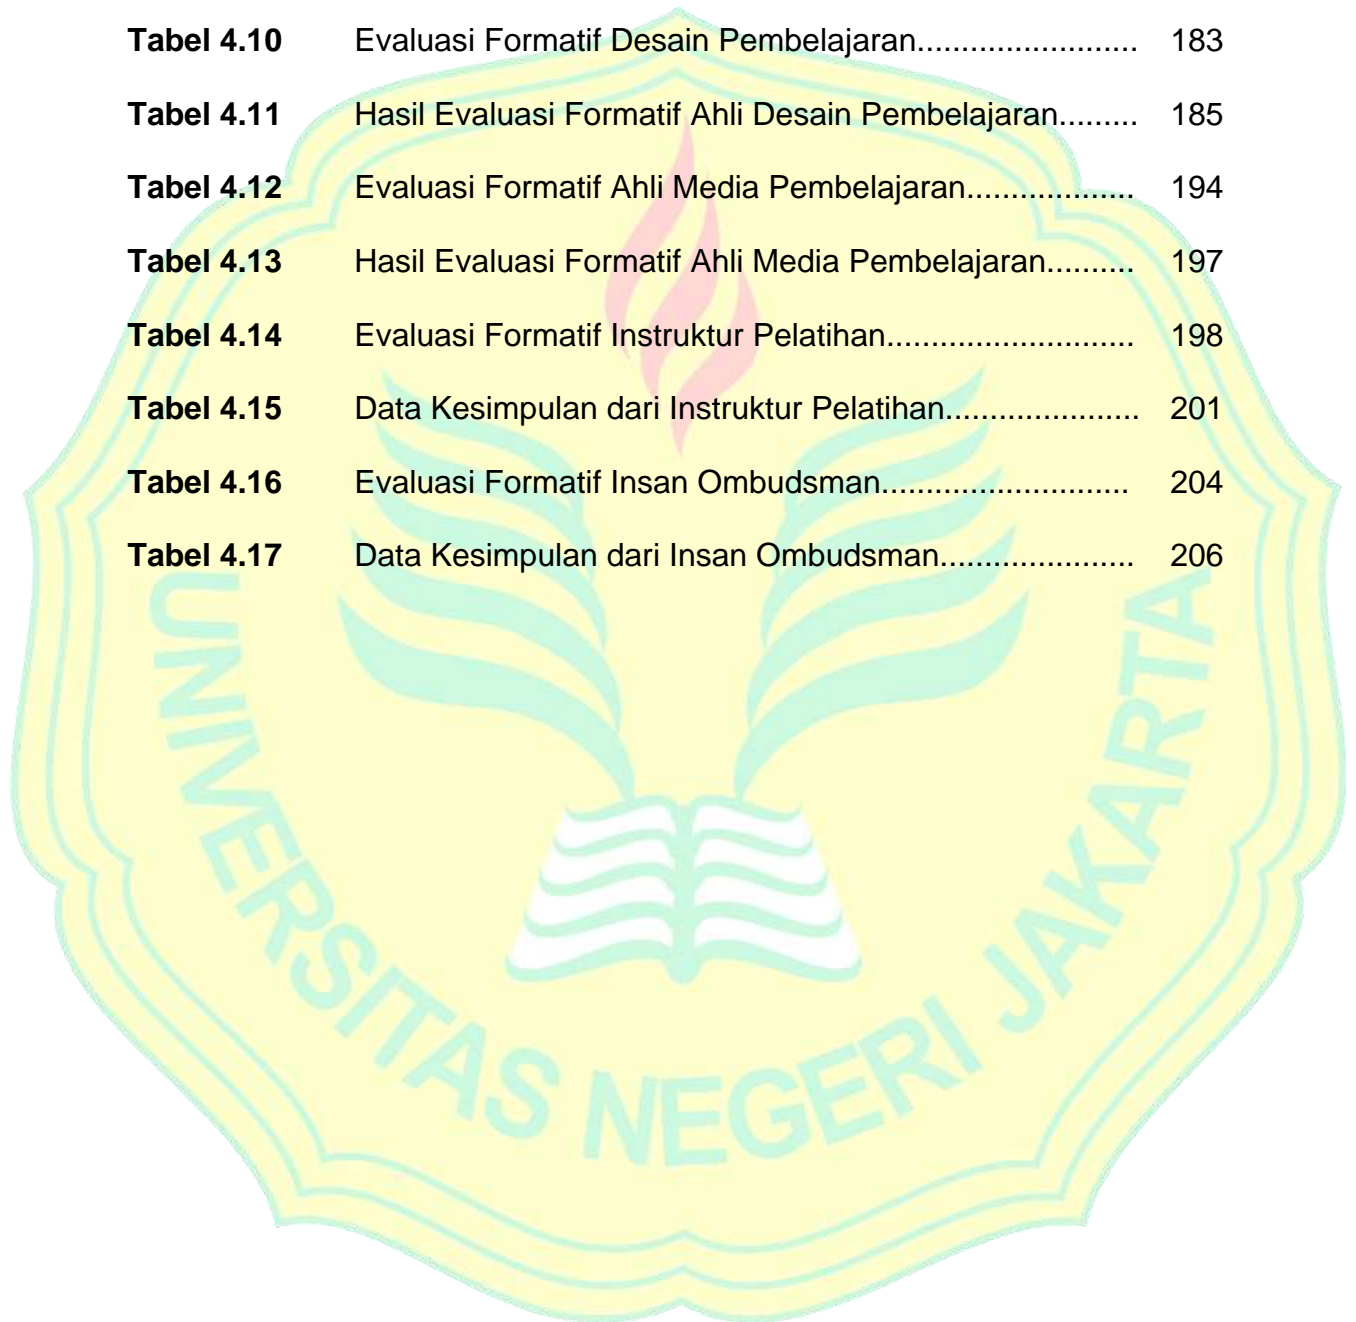 Tabel 4.10 Evaluasi Formatif Desain Pembelajaran......................... 183
Tabel 4.11 Hasil Evaluasi Formatif Ahli Desain Pembelajaran......... 185
Tabel 4.12 Evaluasi Formatif Ahli Media Pembelajaran................... 194
Tabel 4.13 Hasil Evaluasi Formatif Ahli Media Pembelajaran.......... 197
Tabel 4.14 Evaluasi Formatif Instruktur Pelatihan............................ 198
Tabel 4.15 Data Kesimpulan dari Instruktur Pelatihan...................... 201
Tabel 4.16 Evaluasi Formatif Insan Ombudsman............................ 204
Tabel 4.17 Data Kesimpulan dari Insan Ombudsman...................... 206
UNIVERSITAS NEGERI JAKARTA